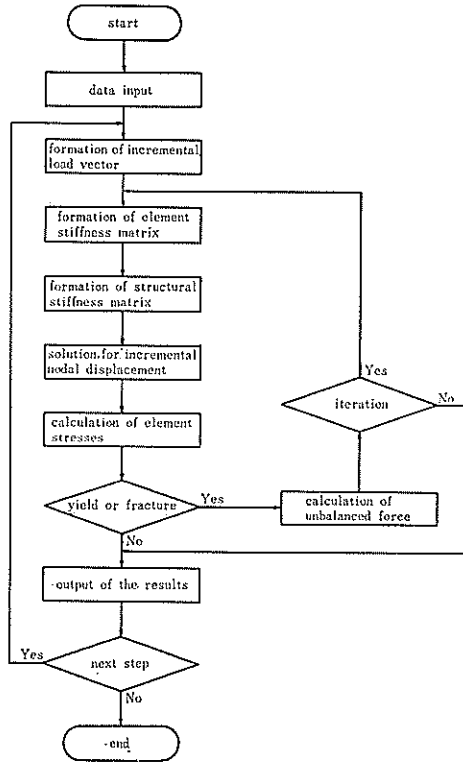 start
data input
formation of incremental
load vector
formation of element
stiffness matrix
formation of structural
stiffness matrix
solution for incremental
nodal displacement
calculation of element
stresses
yield or fracture
Yes
No
calculation of
unbalanced force
iteration
Yes
No
output of the results
next step
Yes
No
end